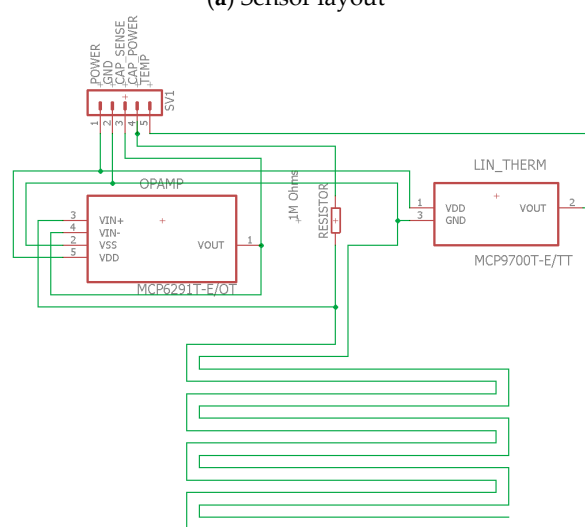 (a) Sensor layout
POWER
GND
CAP_SENSE
CAP_POWER
TEMP
SV1
1
2
3
4
5
OPAMP
3 VIN+
4 VIN-
2 VSS
5 VDD
VOUT 1
MCP6291T-E/OT
1M Ohms
RESISTOR
LIN_THERM
1 VDD
3 GND
VOUT 2
MCP9700T-E/TT